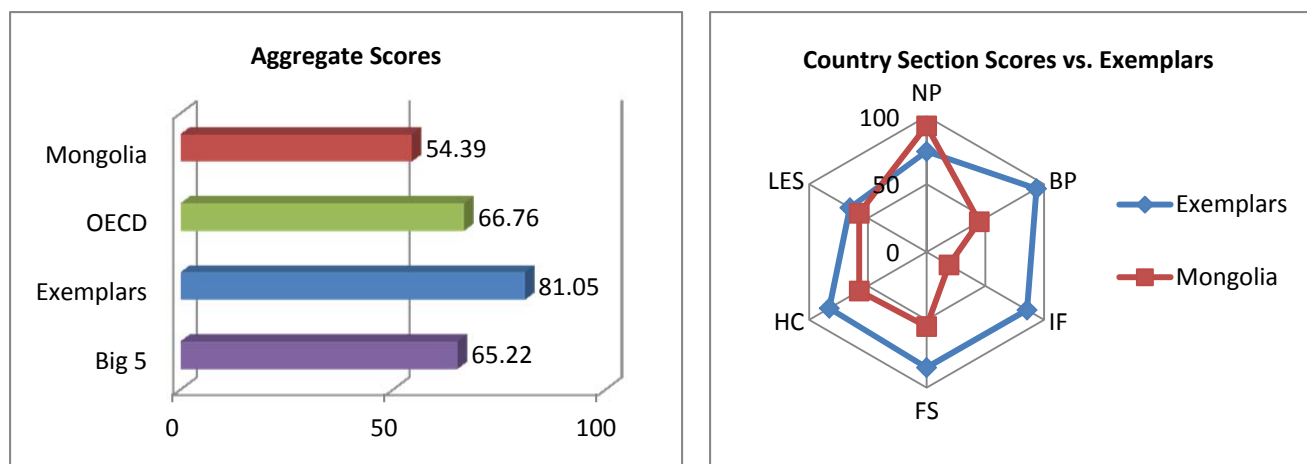 Aggregate Scores
Mongolia
54.39
OECD
66.76
Exemplars
81.05
Big 5
65.22
0
50
100
Country Section Scores vs. Exemplars
NP
100
LES
50
BP
0
HC
IF
FS
Exemplars
Mongolia